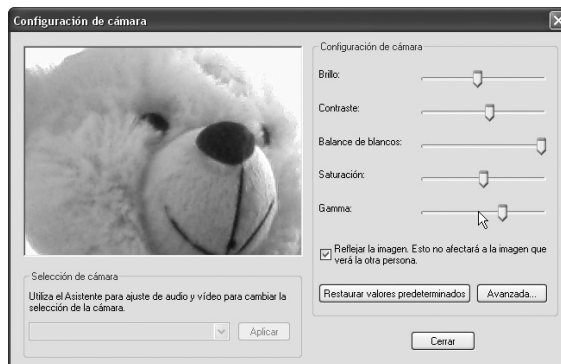 Configuración de cámara
Configuración de cámara
Brillo:
Contraste:
Balance de blancos:
Saturación:
Gamma:
Reflejar la imagen. Esto no afectará a la imagen que
verá la otra persona.
Restaurar valores predeterminados
Avanzada...
Selección de cámara
Utiliza el Asistente para ajuste de audio y vídeo para cambiar la
selección de la cámara.
Aplicar
Cerrar